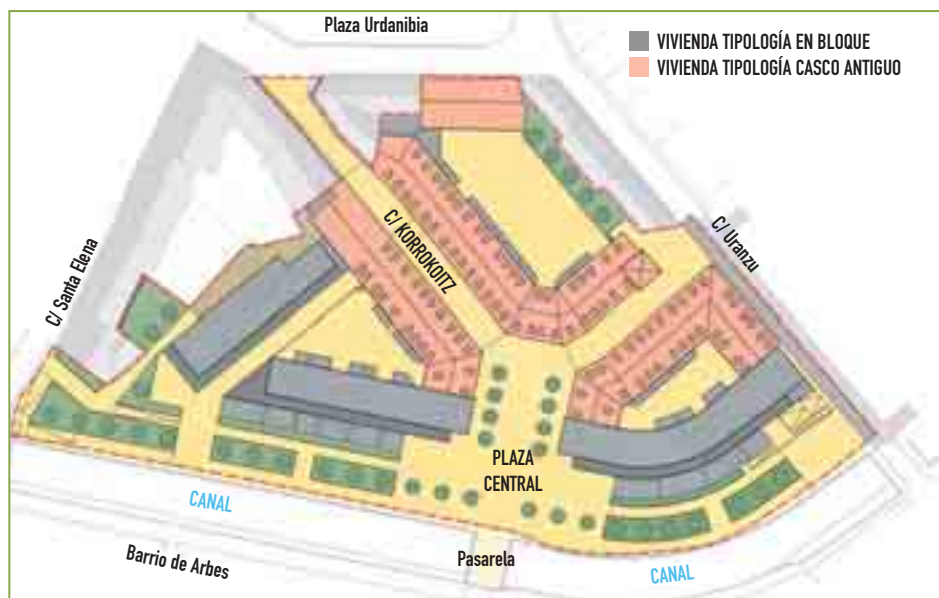 Plaza Urdanibia
VIVIENDA TIPOLOGÍA EN BLOQUE
VIVIENDA TIPOLOGÍA CASCO ANTIGUO
C/ Santa Elena
C/ KORROKOITZ
C/ Uranzu
PLAZA
CENTRAL
CANAL
Barrio de Arbes
Pasarela
CANAL